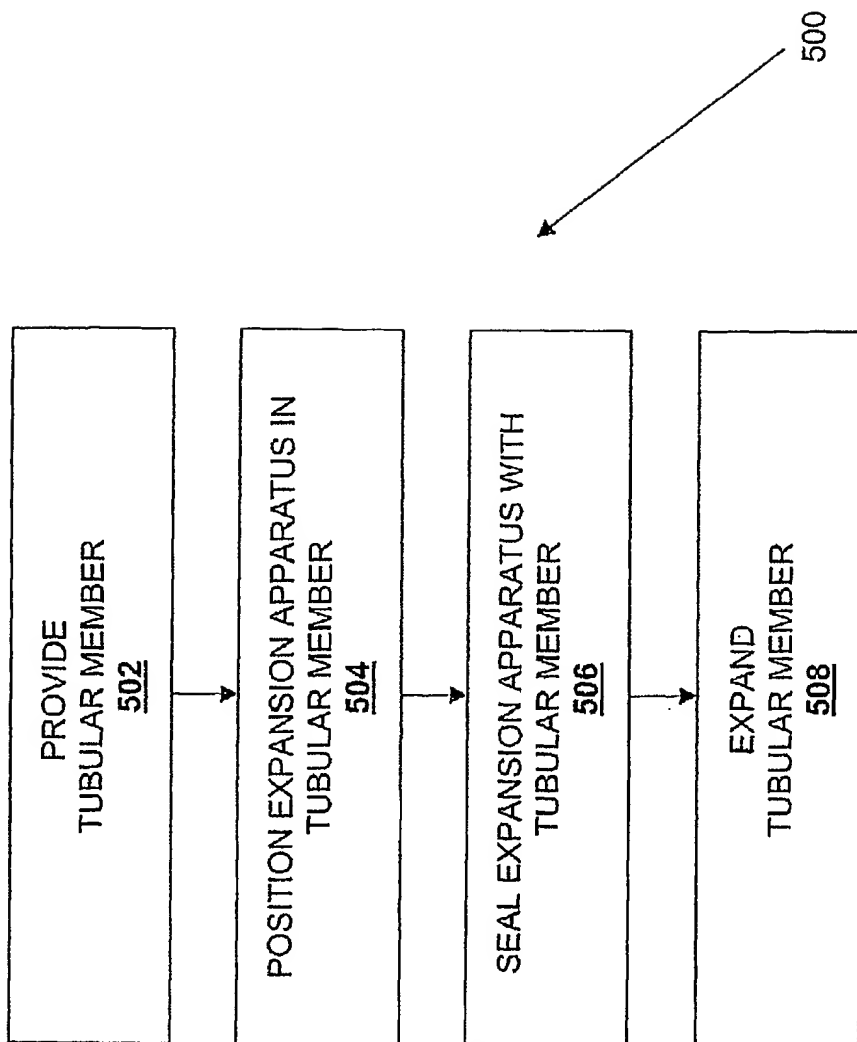 PROVIDE
TUBULAR MEMBER
502
POSITION EXPANSION APPARATUS IN
TUBULAR MEMBER
504
SEAL EXPANSION APPARATUS WITH
TUBULAR MEMBER
506
EXPAND
TUBULAR MEMBER
508
500